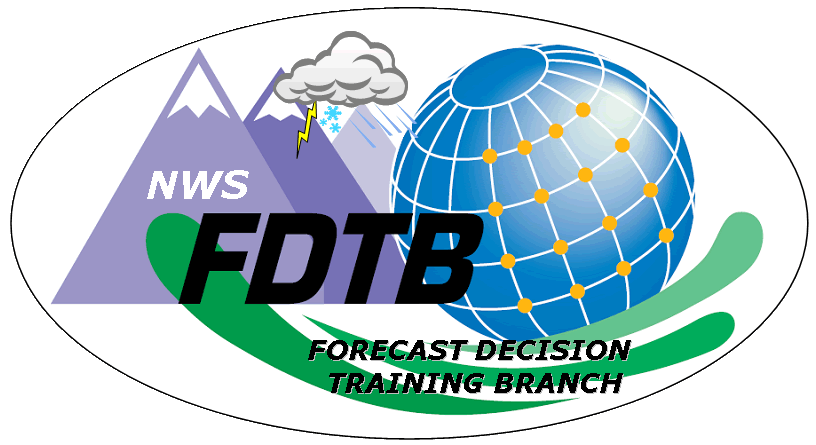 NWS
FDTB
FORECAST DECISION
TRAINING BRANCH